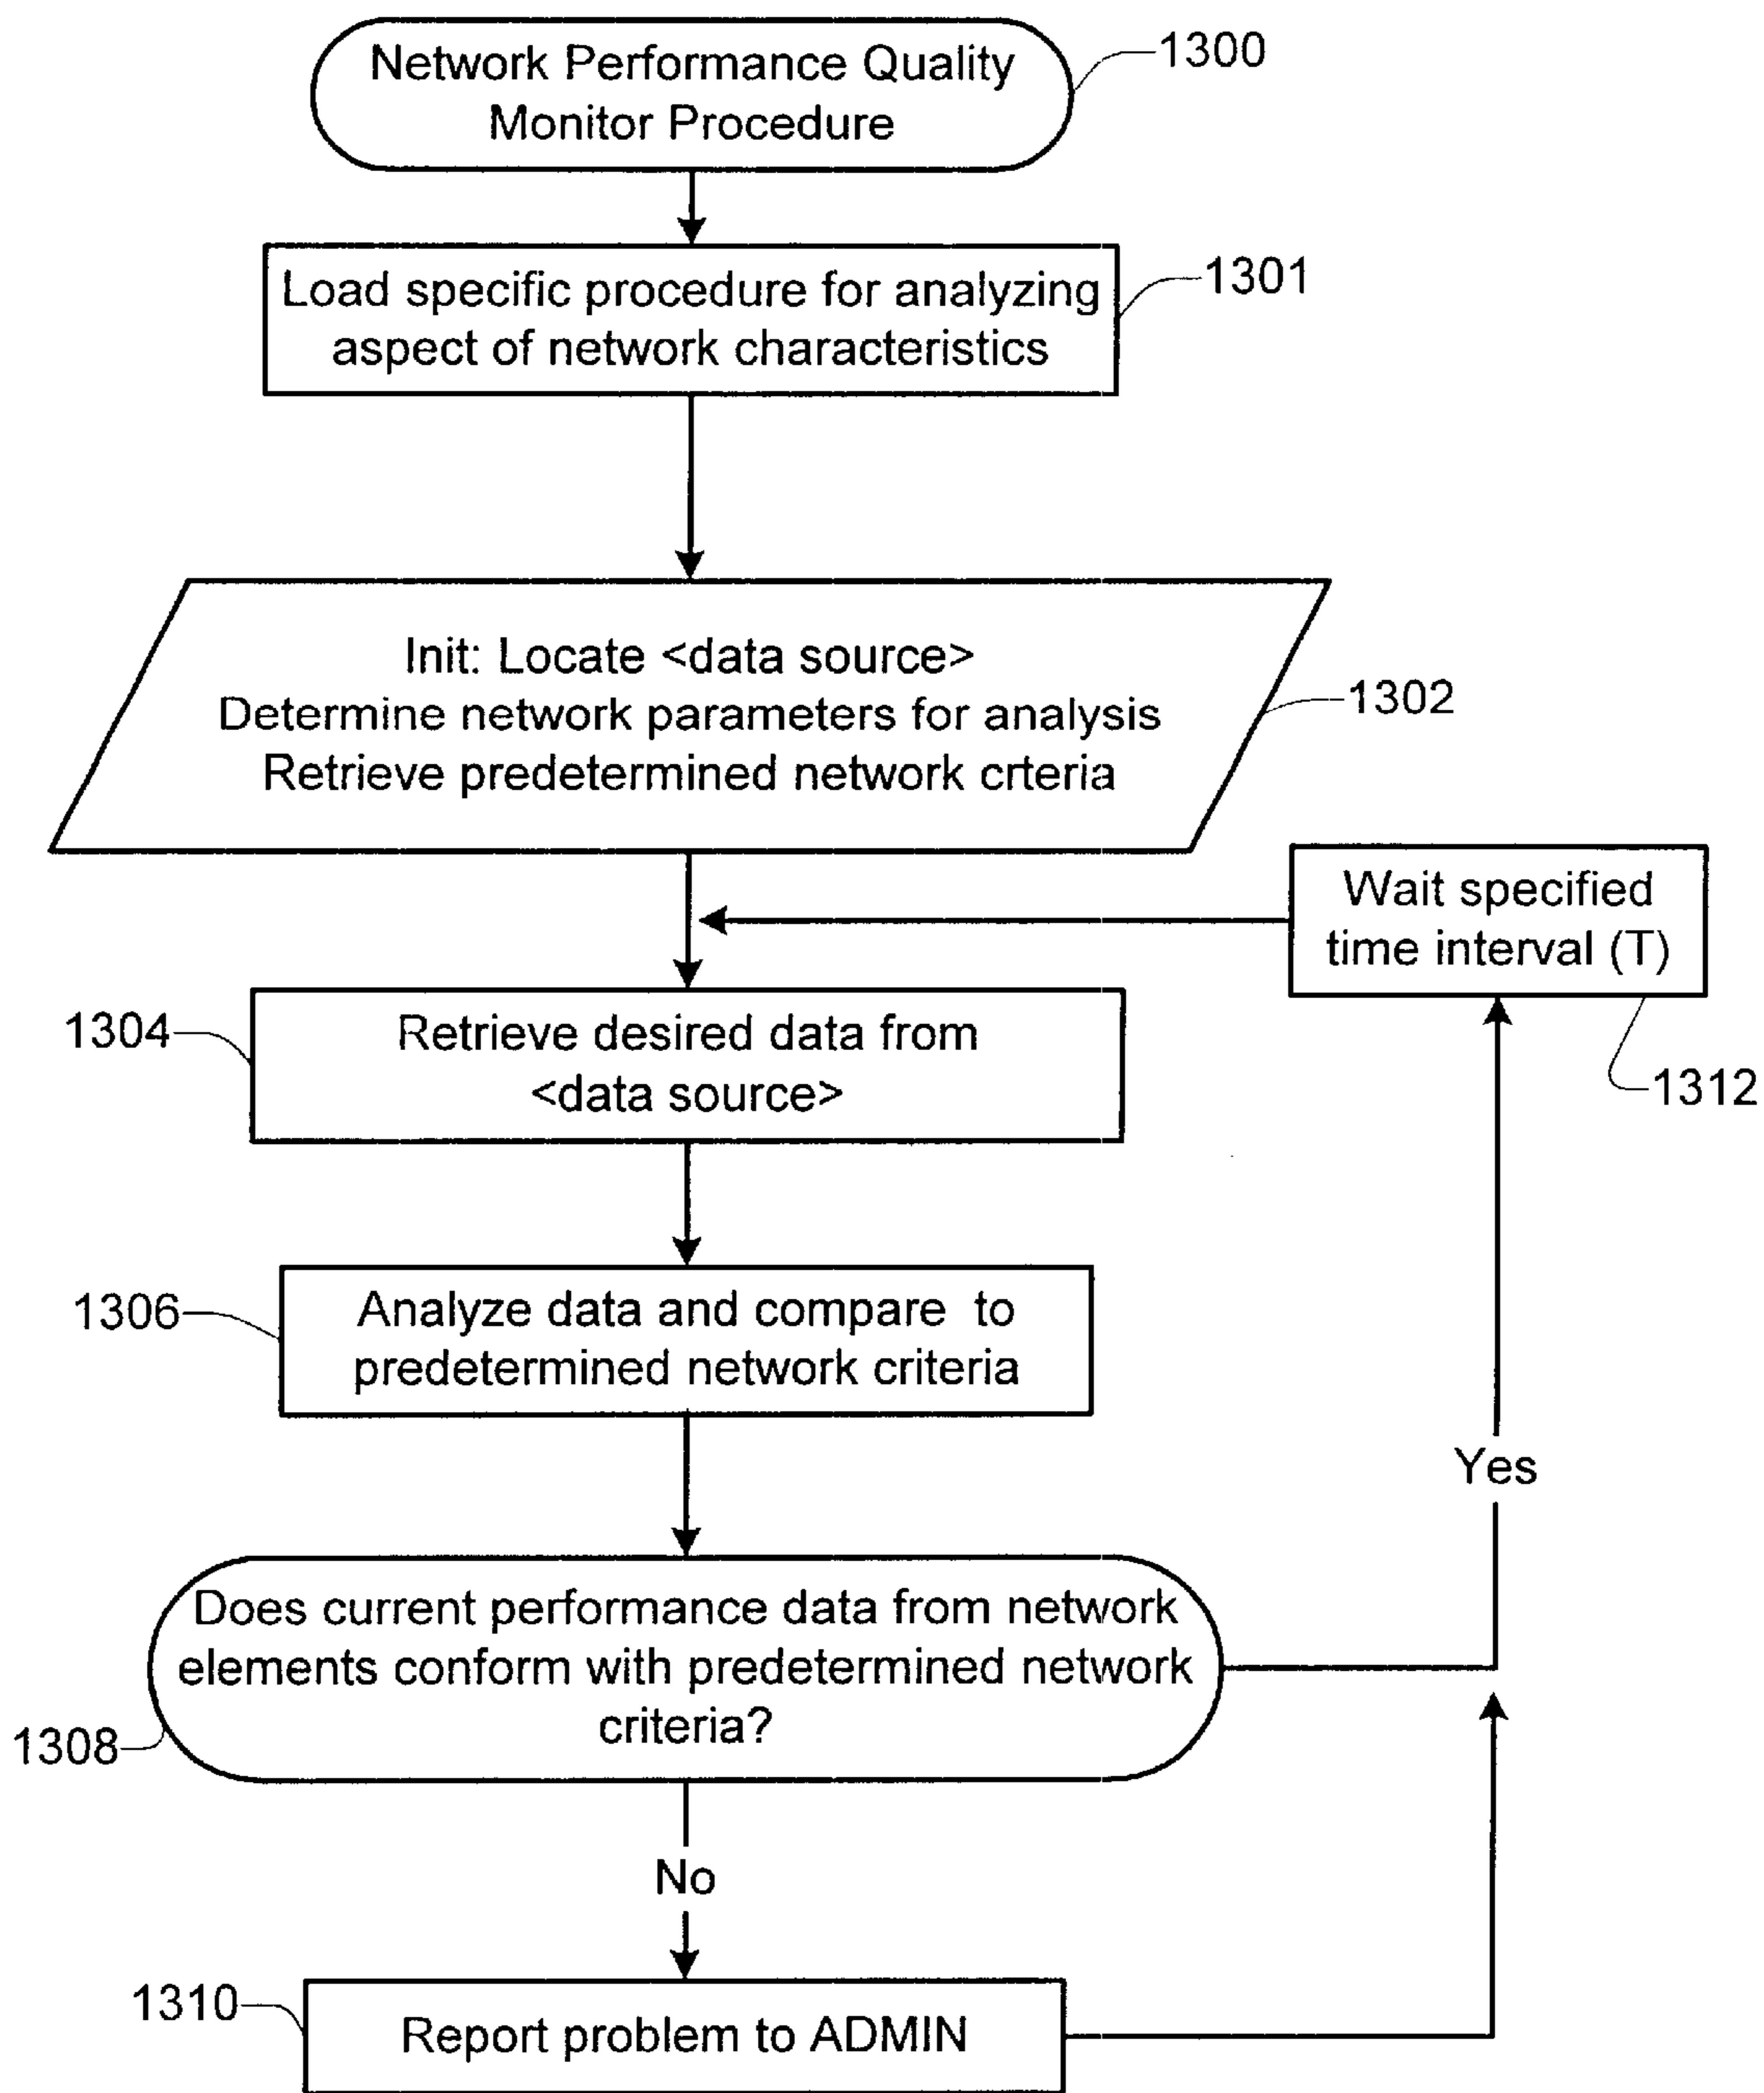 Network Performance Quality
Monitor Procedure
1300
Load specific procedure for analyzing
aspect of network characteristics
1301
Init: Locate <data source>
Determine network parameters for analysis
Retrieve predetermined network crteria
1302
Wait specified
time interval (T)
1312
1304
Retrieve desired data from
<data source>
1306
Analyze data and compare to
predetermined network criteria
Yes
Does current performance data from network
elements conform with predetermined network
criteria?
1308
No
1310
Report problem to ADMIN